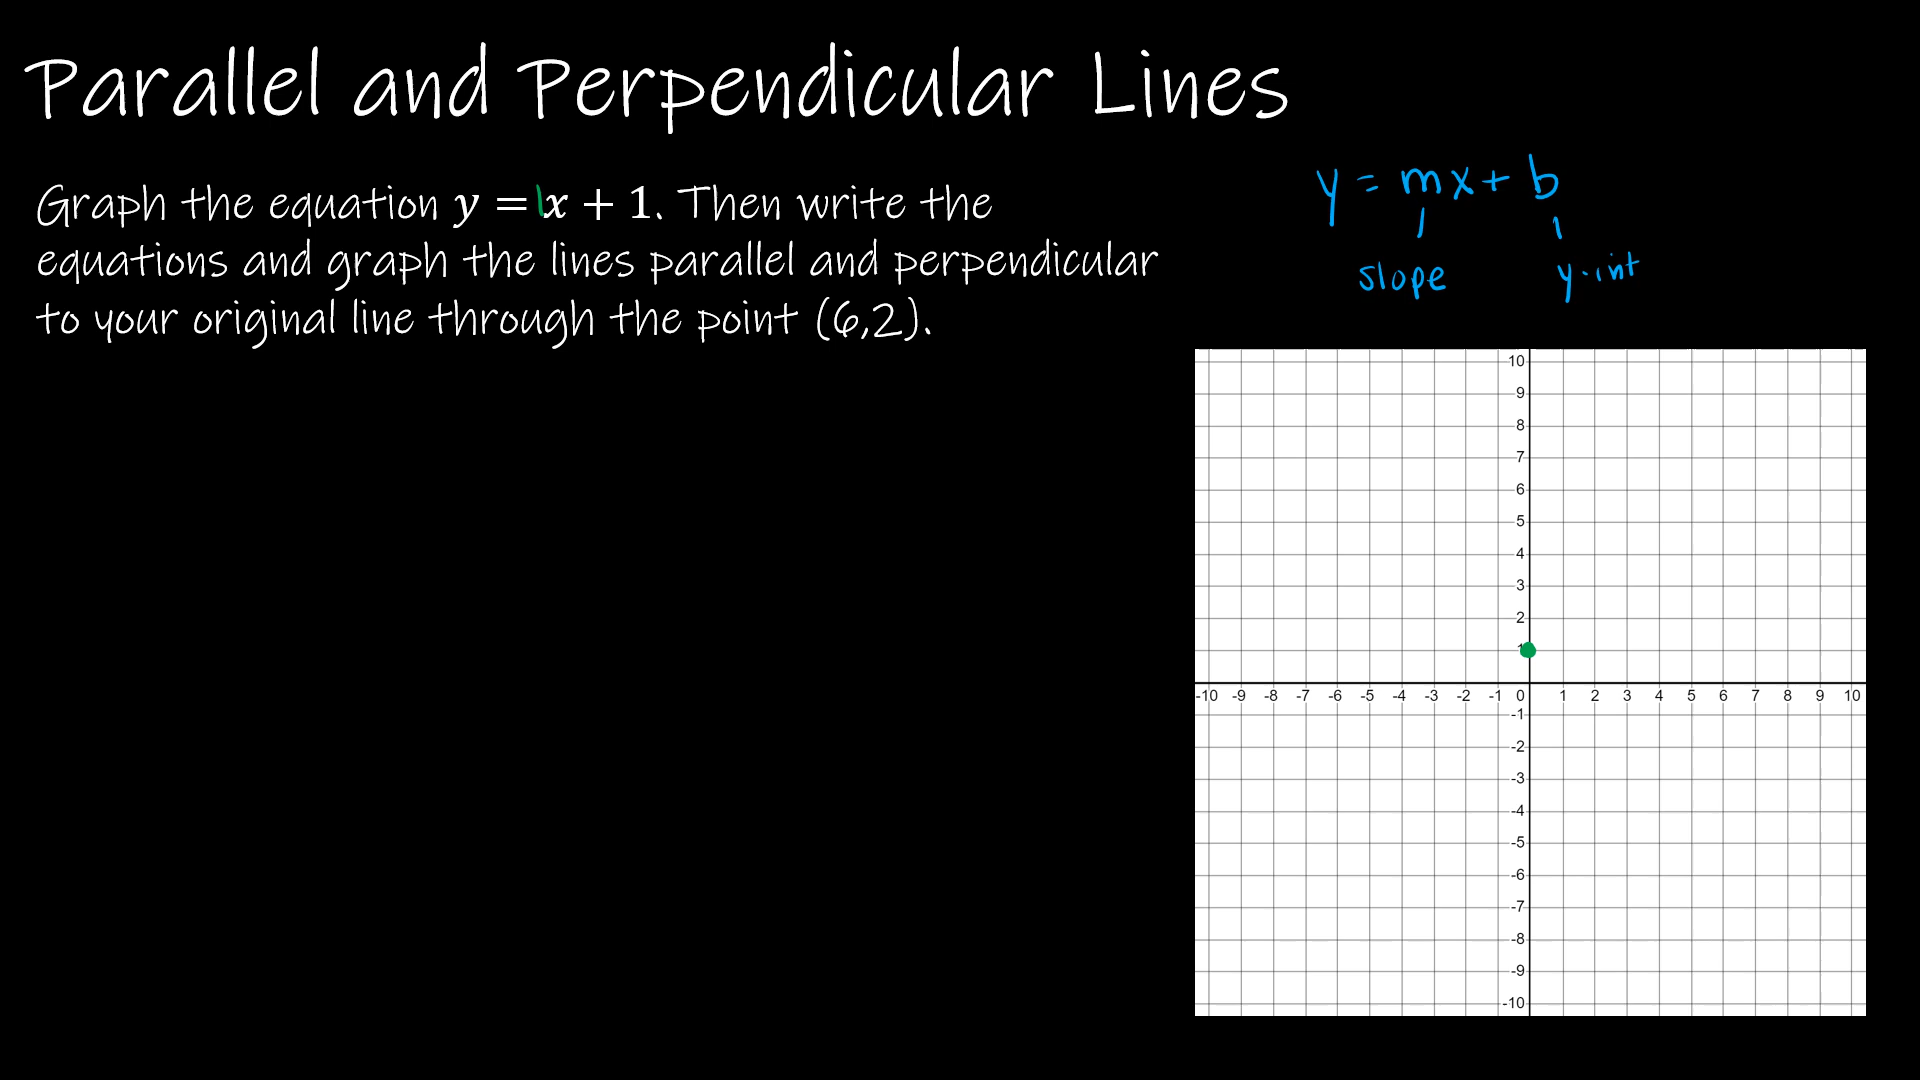 Parallel and Perpendicular Lines
Graph the equation y = 1x + 1. Then write the
equations and graph the lines parallel and perpendicular
to your original line through the point (6,2).
y = mx + b
slope y-int
10
9
8
7
6
5
4
3
2
1
-10 -9 -8 -7 -6 -5 -4 -3 -2 -1 0 1 2 3 4 5 6 7 8 9 10
-1
-2
-3
-4
-5
-6
-7
-8
-9
-10